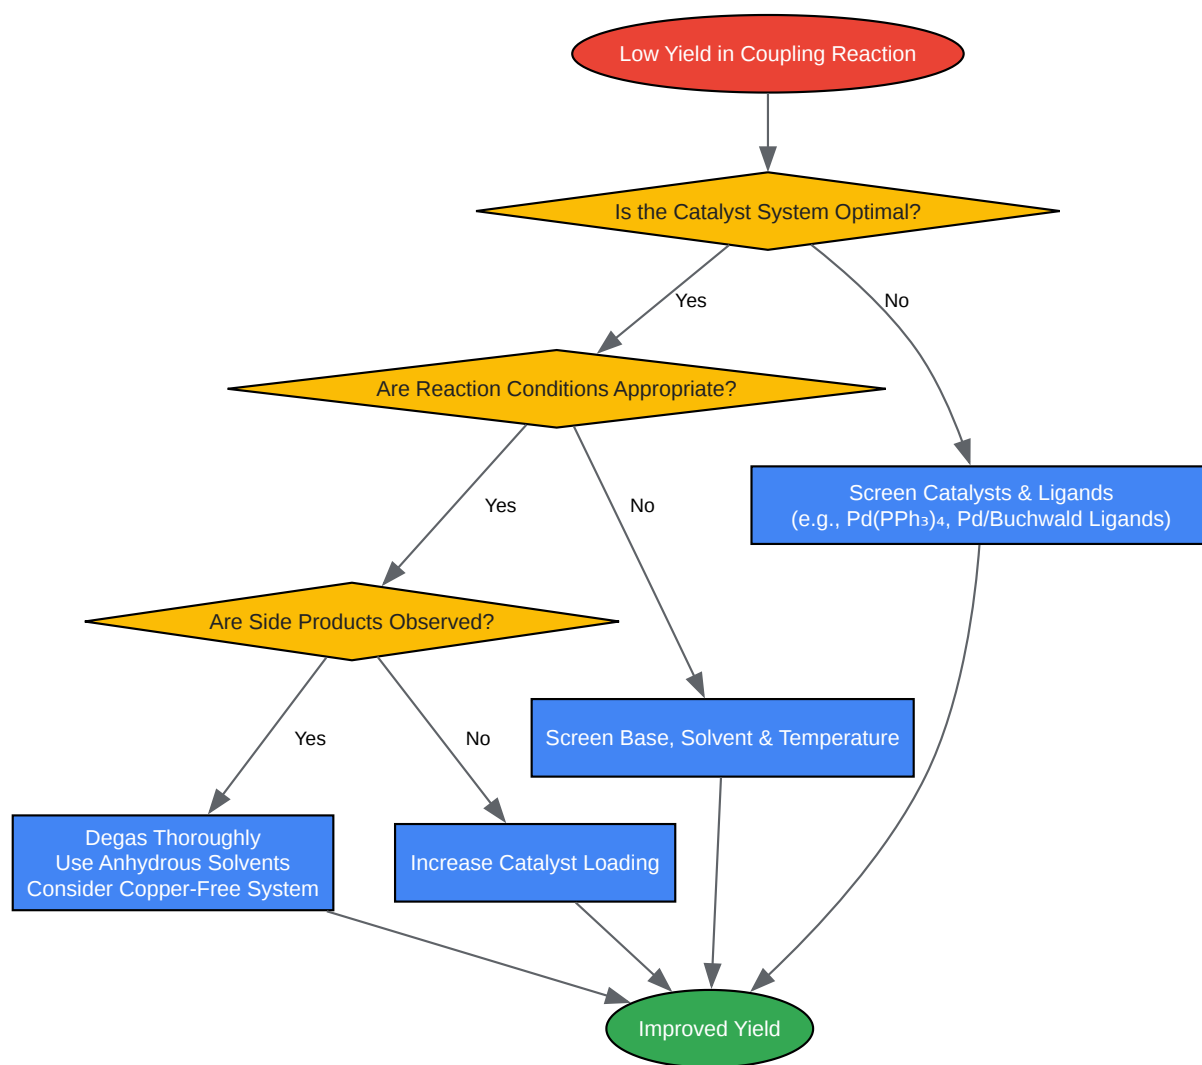 Low Yield in Coupling Reaction
Is the Catalyst System Optimal?
Yes
No
Are Reaction Conditions Appropriate?
Yes
No
Screen Catalysts & Ligands
(e.g., Pd(PPh₃)₄, Pd/Buchwald Ligands)
Are Side Products Observed?
Yes
No
Screen Base, Solvent & Temperature
Degas Thoroughly
Use Anhydrous Solvents
Consider Copper-Free System
Increase Catalyst Loading
Improved Yield